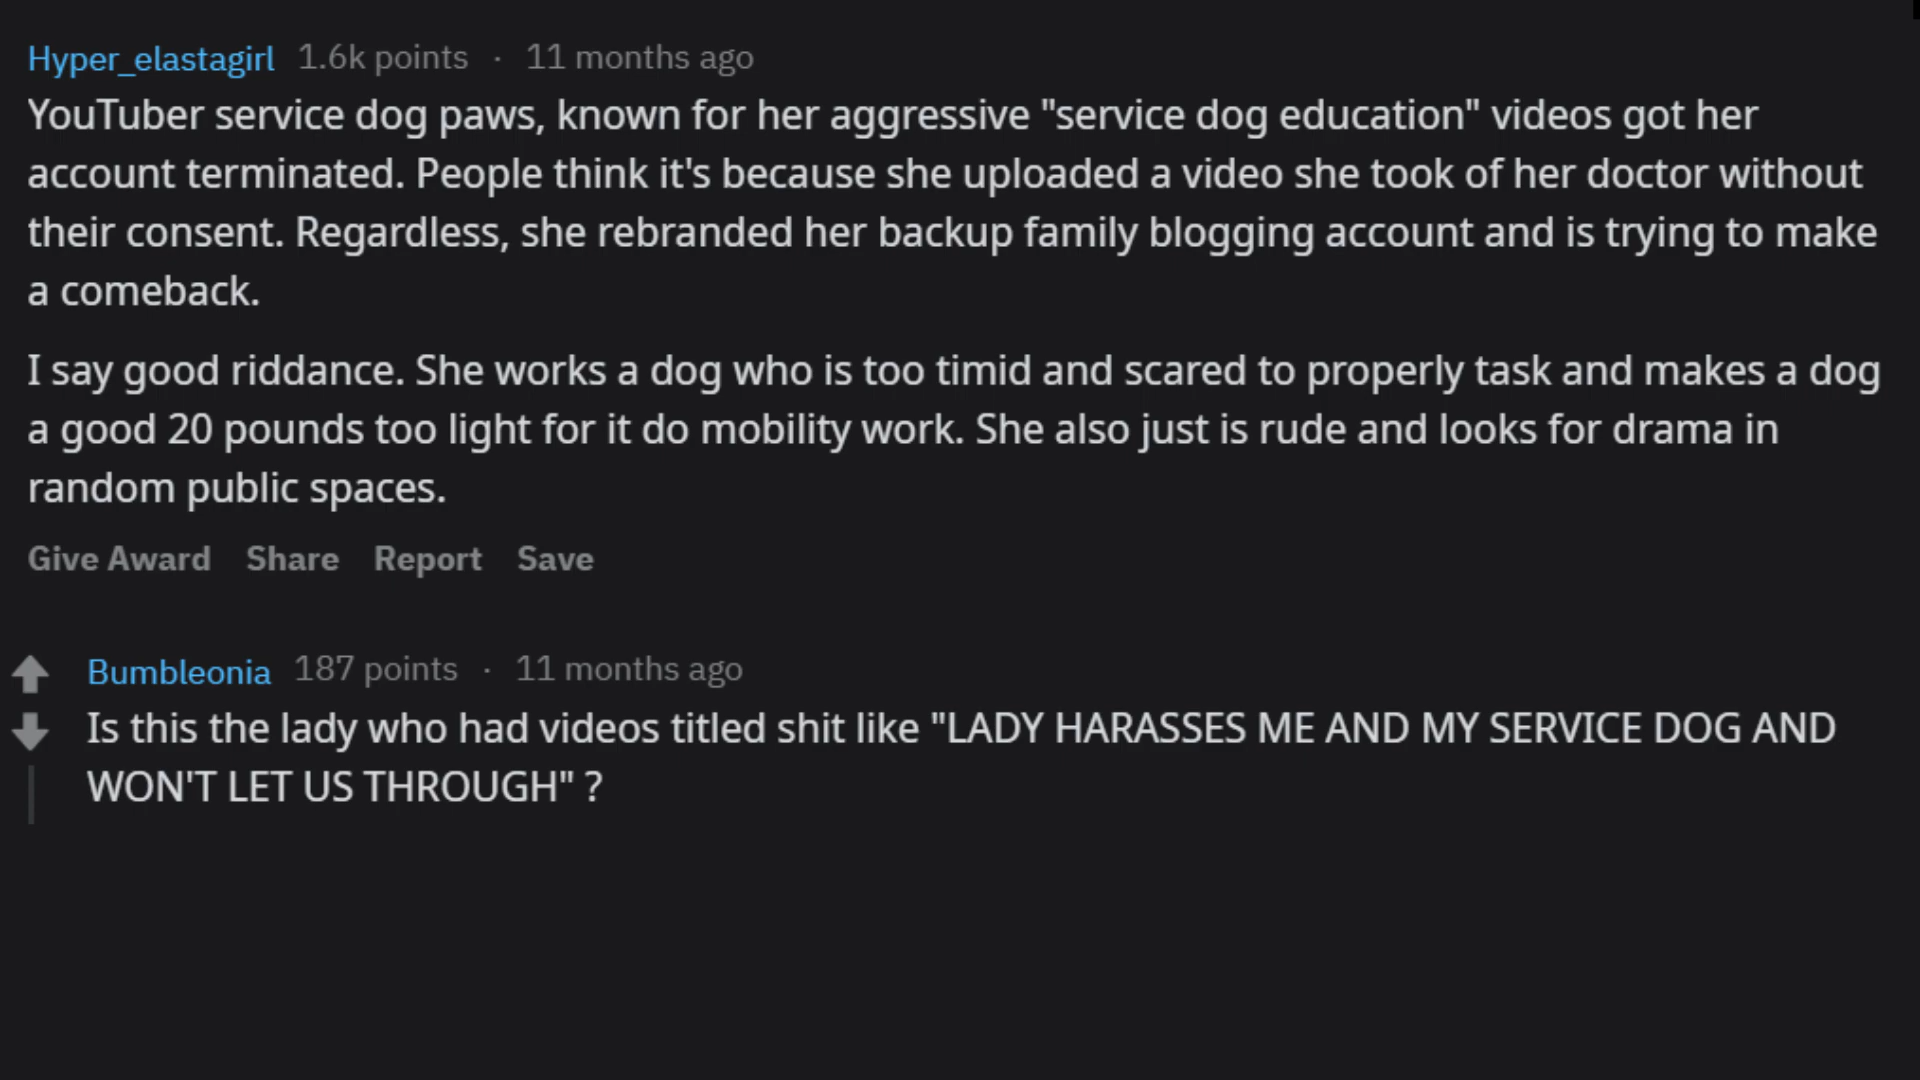 Hyper_elastagirl 1.6k points · 11 months ago
YouTuber service dog paws, known for her aggressive "service dog education" videos got her
account terminated. People think it's because she uploaded a video she took of her doctor without
their consent. Regardless, she rebranded her backup family blogging account and is trying to make
a comeback.
I say good riddance. She works a dog who is too timid and scared to properly task and makes a dog
a good 20 pounds too light for it do mobility work. She also just is rude and looks for drama in
random public spaces.
Give Award Share Report Save
Bumbleonia 187 points · 11 months ago
Is this the lady who had videos titled shit like "LADY HARASSES ME AND MY SERVICE DOG AND
WON'T LET US THROUGH" ?